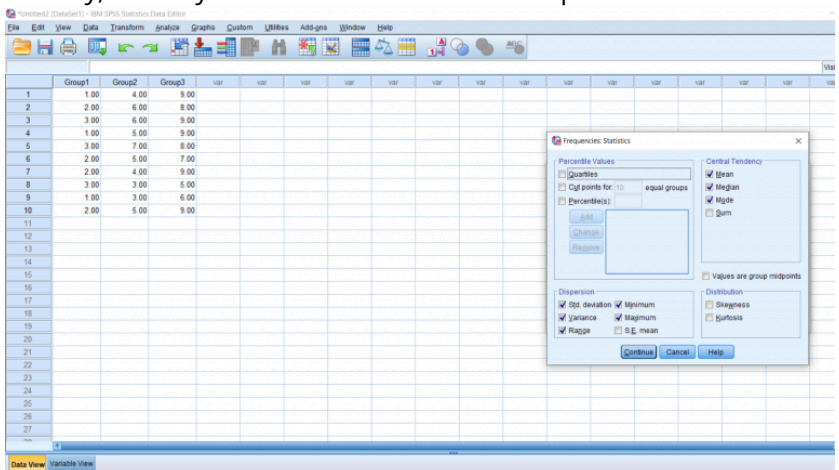 *Untitled2 [DataSet1] - IBM SPSS Statistics Data Editor
File Edit View Data Transform Analyze Graphs Custom Utilities Add-ons Window Help
Group1 Group2 Group3 var var var var var var var var var var var var
1 1.00 4.00 9.00
2 2.00 6.00 8.00
3 3.00 6.00 9.00
4 1.00 5.00 9.00
5 3.00 7.00 8.00
6 2.00 5.00 7.00
7 2.00 4.00 9.00
8 3.00 3.00 5.00
9 1.00 3.00 6.00
10 2.00 5.00 9.00
11
12
13
14
15
16
17
18
19
20
21
22
23
24
25
26
27
Frequencies: Statistics
Percentile Values
Quartiles
Cut points for: 10 equal groups
Percentile(s):
Add
Change
Remove
Central Tendency
Mean
Median
Mode
Sum
Values are group midpoints
Dispersion
Std. deviation Minimum
Variance Maximum
Range S.E. mean
Distribution
Skewness
Kurtosis
Continue Cancel Help
Data View Variable View